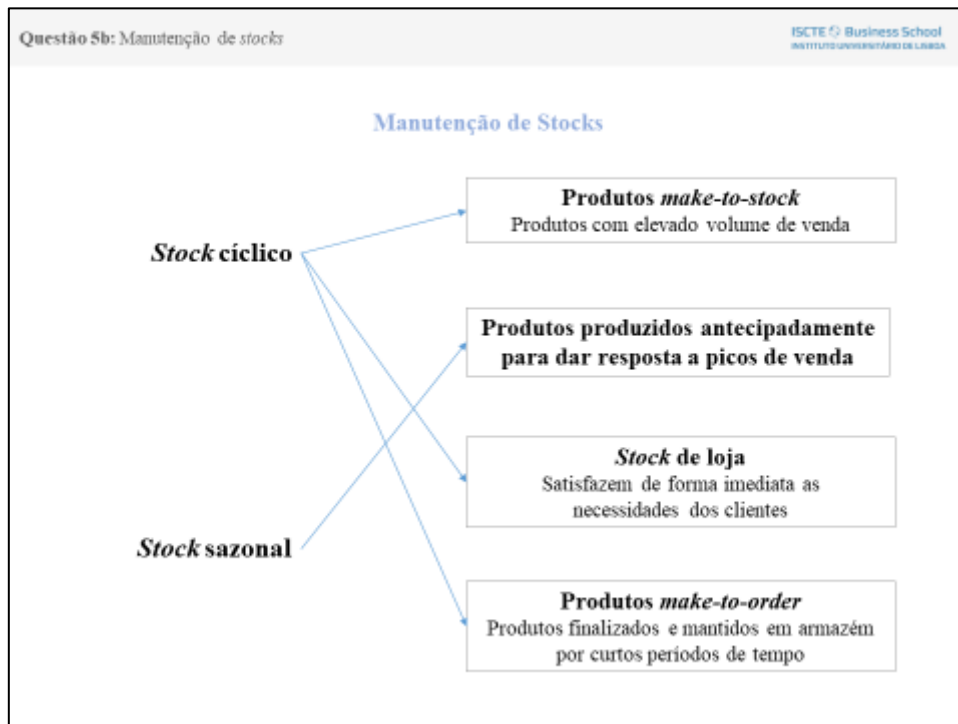 Questão 5b: Manutenção de stocks
ISCTE Business School
INSTITUTO UNIVERSITÁRIO DE LISBOA
Manutenção de Stocks
Stock cíclico
Stock sazonal
Produtos make-to-stock
Produtos com elevado volume de venda
Produtos produzidos antecipadamente
para dar resposta a picos de venda
Stock de loja
Satisfazem de forma imediata as
necessidades dos clientes
Produtos make-to-order
Produtos finalizados e mantidos em armazém
por curtos períodos de tempo